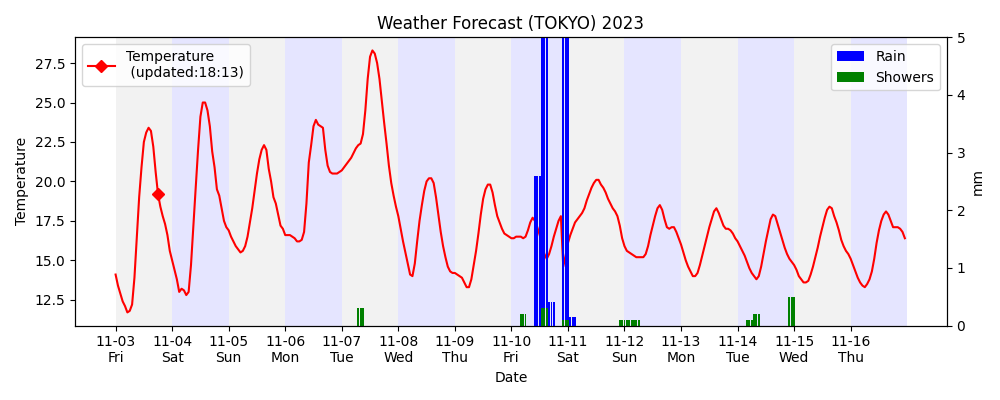 Weather Forecast (TOKYO) 2023
Temperature
(updated:18:13)
Rain
Showers
Temperature
27.5
25.0
22.5
20.0
17.5
15.0
12.5
5
4
3
2
1
0
mm
11-03 11-04 11-05 11-06 11-07 11-08 11-09 11-10 11-11 11-12 11-13 11-14 11-15 11-16
Fri Sat Sun Mon Tue Wed Thu Fri Sat Sun Mon Tue Wed Thu
Date